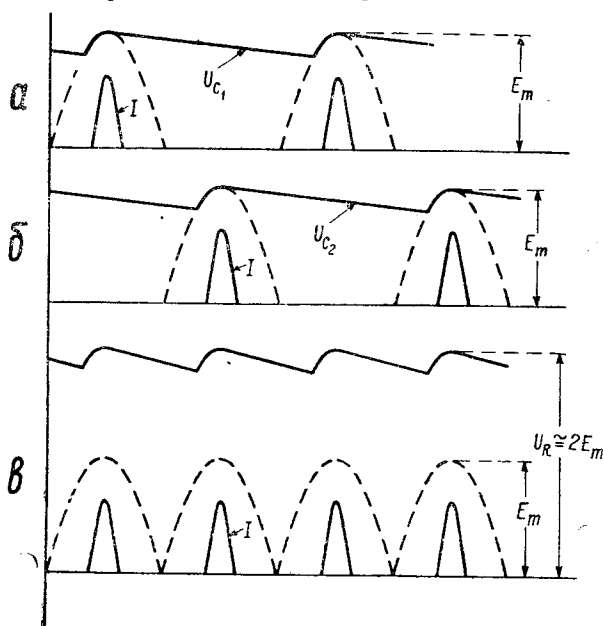 а
U_{C_1}
I
E_m
б
U_{C_2}
I
E_m
в
I
U_R ≅ 2E_m
E_m